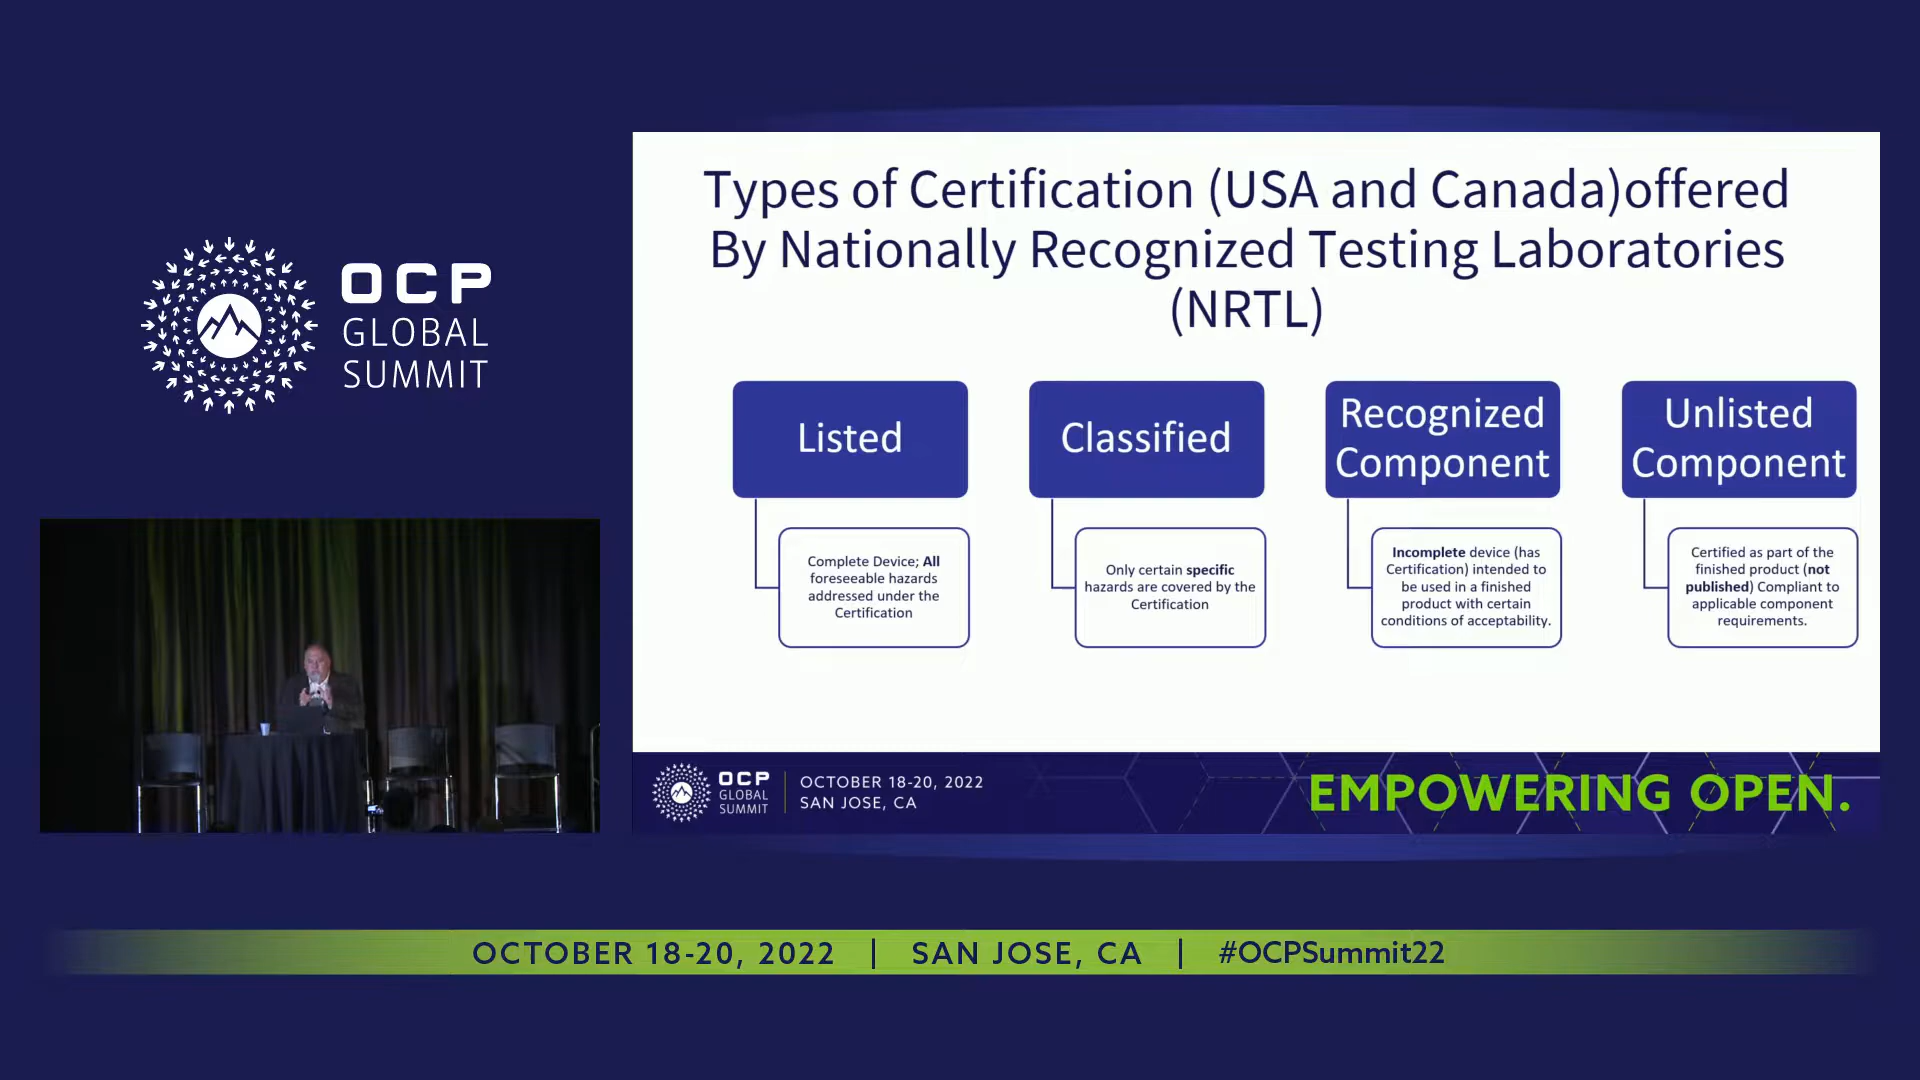 OCP
GLOBAL
SUMMIT
Types of Certification (USA and Canada)offered
By Nationally Recognized Testing Laboratories
(NRTL)
Listed
Complete Device; All
foreseeable hazards
addressed under the
Certification
Classified
Only certain specific
hazards are covered by the
Certification
Recognized
Component
Incomplete device (has
Certification) intended to
be used in a finished
product with certain
conditions of acceptability.
Unlisted
Component
Certified as part of the
finished product (not
published) Compliant to
applicable component
requirements.
OCP
GLOBAL
SUMMIT
OCTOBER 18-20, 2022
SAN JOSE, CA
EMPOWERING OPEN.
OCTOBER 18-20, 2022 | SAN JOSE, CA | #OCPSummit22